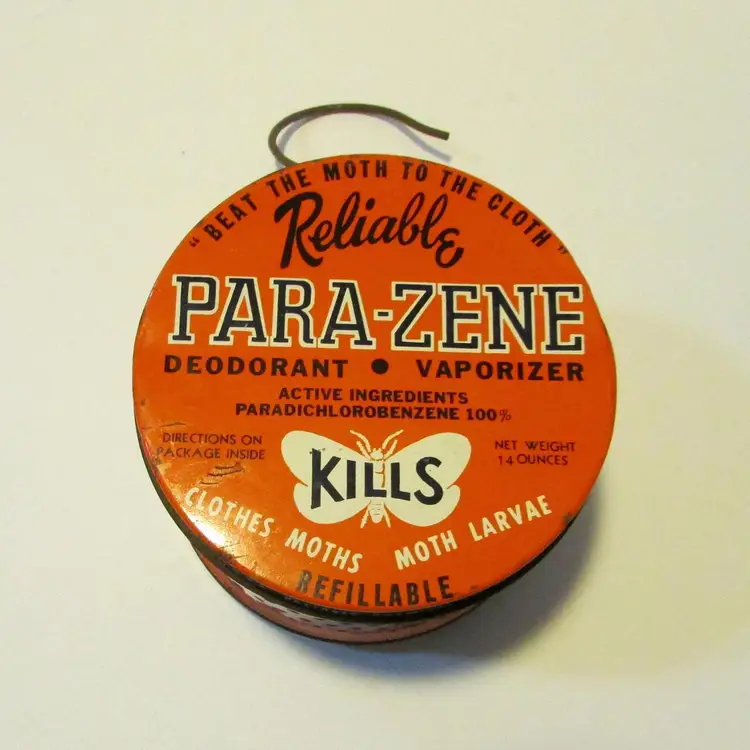 "BEAT THE MOTH TO THE CLOTH"
Reliable
PARA-ZENE
DEODORANT • VAPORIZER
ACTIVE INGREDIENTS
PARADICHLOROBENZENE 100%
DIRECTIONS ON
PACKAGE INSIDE
KILLS
NET WEIGHT
14 OUNCES
CLOTHES MOTHS MOTH LARVAE
REFILLABLE